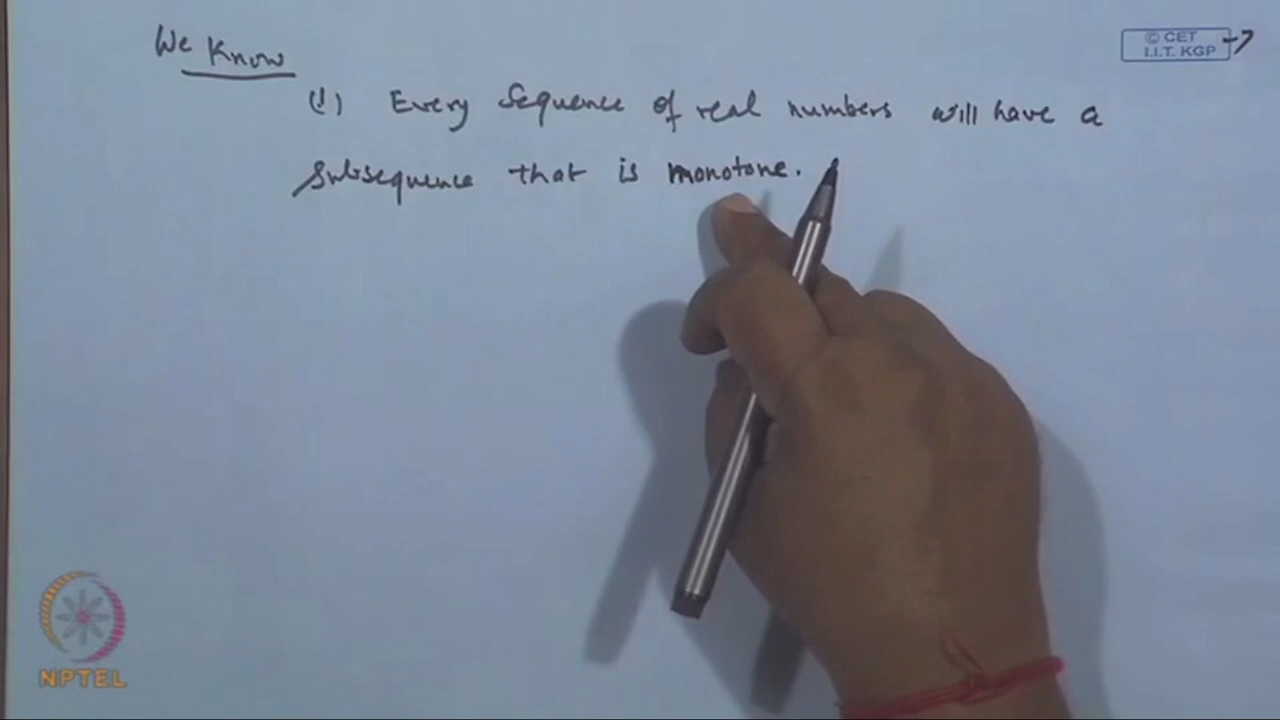 We Know
© CET
I.I.T. KGP
(1) Every Sequence of real numbers will have a
subsequence that is monotone.
NPTEL